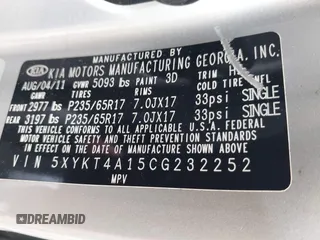 MANUFACTURED BY
KIA KIA MOTORS MANUFACTURING GEORGIA, INC.
AUG/04/11 GVWR 5093 lbs PAINT 3D
GAWR TIRES RIMS TRIM
FRONT 2977 lbs P235/65R17 7.0JX17 33psi SINGLE
REAR 3197 lbs P235/65R17 7.0JX17 33psi SINGLE
THIS VEHICLE CONFORMS TO ALL APPLICABLE U.S.A. FEDERAL
MOTOR VEHICLE SAFETY AND THEFT PREVENTION STANDARDS
IN EFFECT ON THE DATE OF MANUFACTURE SHOWN ABOVE.
VIN 5XYKT4A15CG232252
MPV
© BIDHISTORY